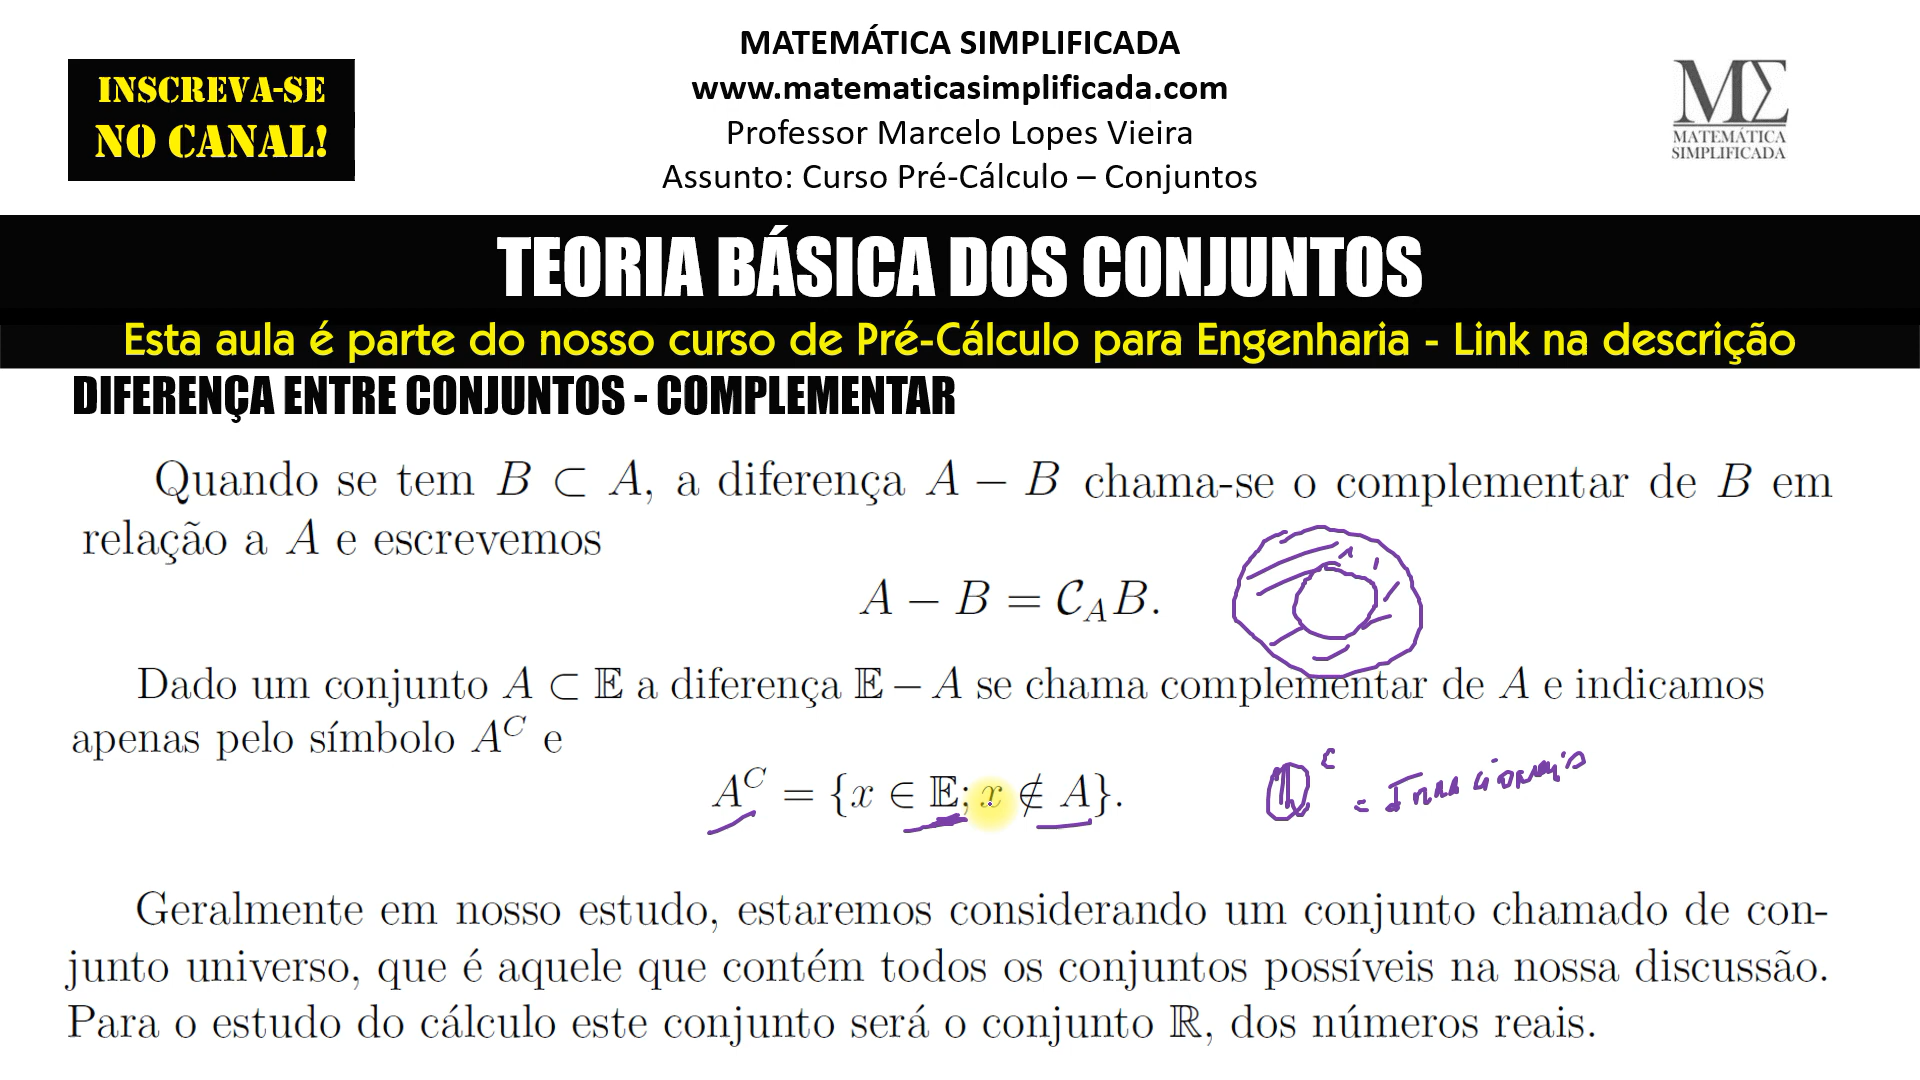 INSCREVA-SE
NO CANAL!
MATEMÁTICA SIMPLIFICADA
www.matematicasimplificada.com
Professor Marcelo Lopes Vieira
Assunto: Curso Pré-Cálculo – Conjuntos
MΣ
MATEMÁTICA
SIMPLIFICADA
TEORIA BÁSICA DOS CONJUNTOS
Esta aula é parte do nosso curso de Pré-Cálculo para Engenharia - Link na descrição
DIFERENÇA ENTRE CONJUNTOS - COMPLEMENTAR
Quando se tem B ⊂ A, a diferença A − B chama-se o complementar de B em
relação a A e escrevemos
A − B = 𝒞_A B.
Dado um conjunto A ⊂ 𝔼 a diferença 𝔼 − A se chama complementar de A e indicamos
apenas pelo símbolo A^C e
A^C = {x ∈ 𝔼; x ∉ A}.
ℚ^c = Irracionais
Geralmente em nosso estudo, estaremos considerando um conjunto chamado de con-
junto universo, que é aquele que contém todos os conjuntos possíveis na nossa discussão.
Para o estudo do cálculo este conjunto será o conjunto ℝ, dos números reais.